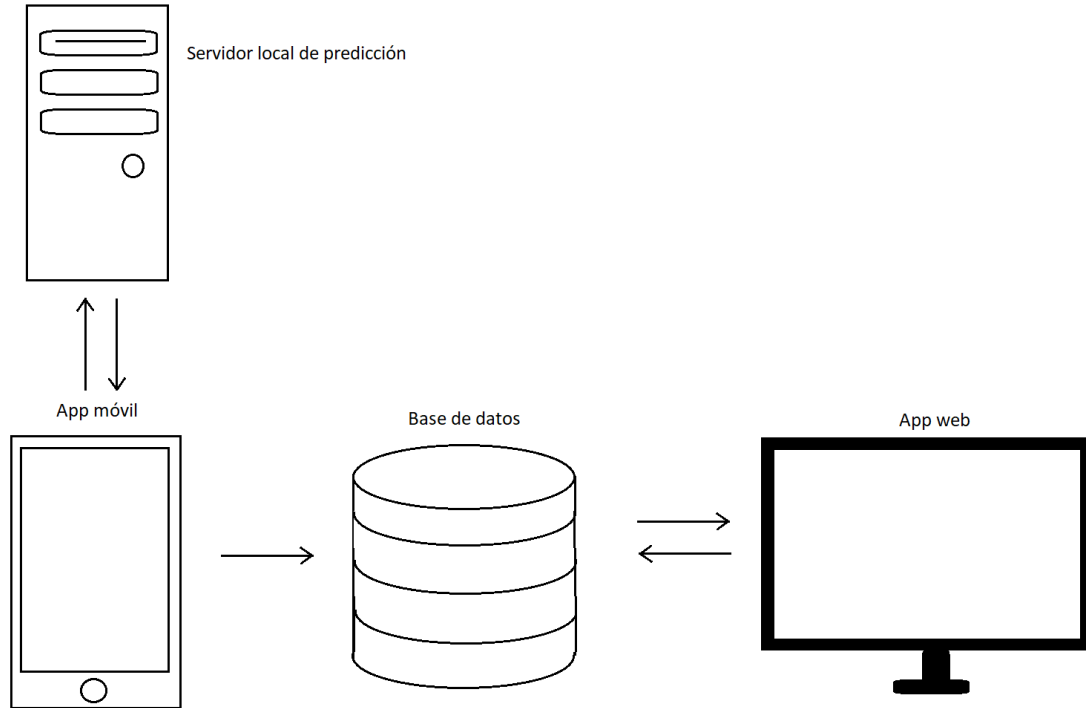 Servidor local de predicción
App móvil
Base de datos
App web